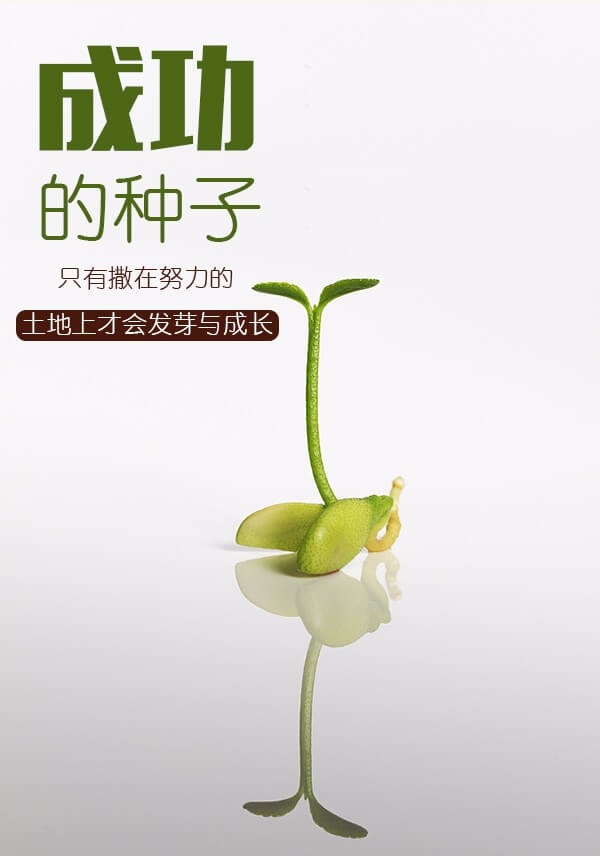 成功
的种子
只有撒在努力的
土地上才会发芽与成长